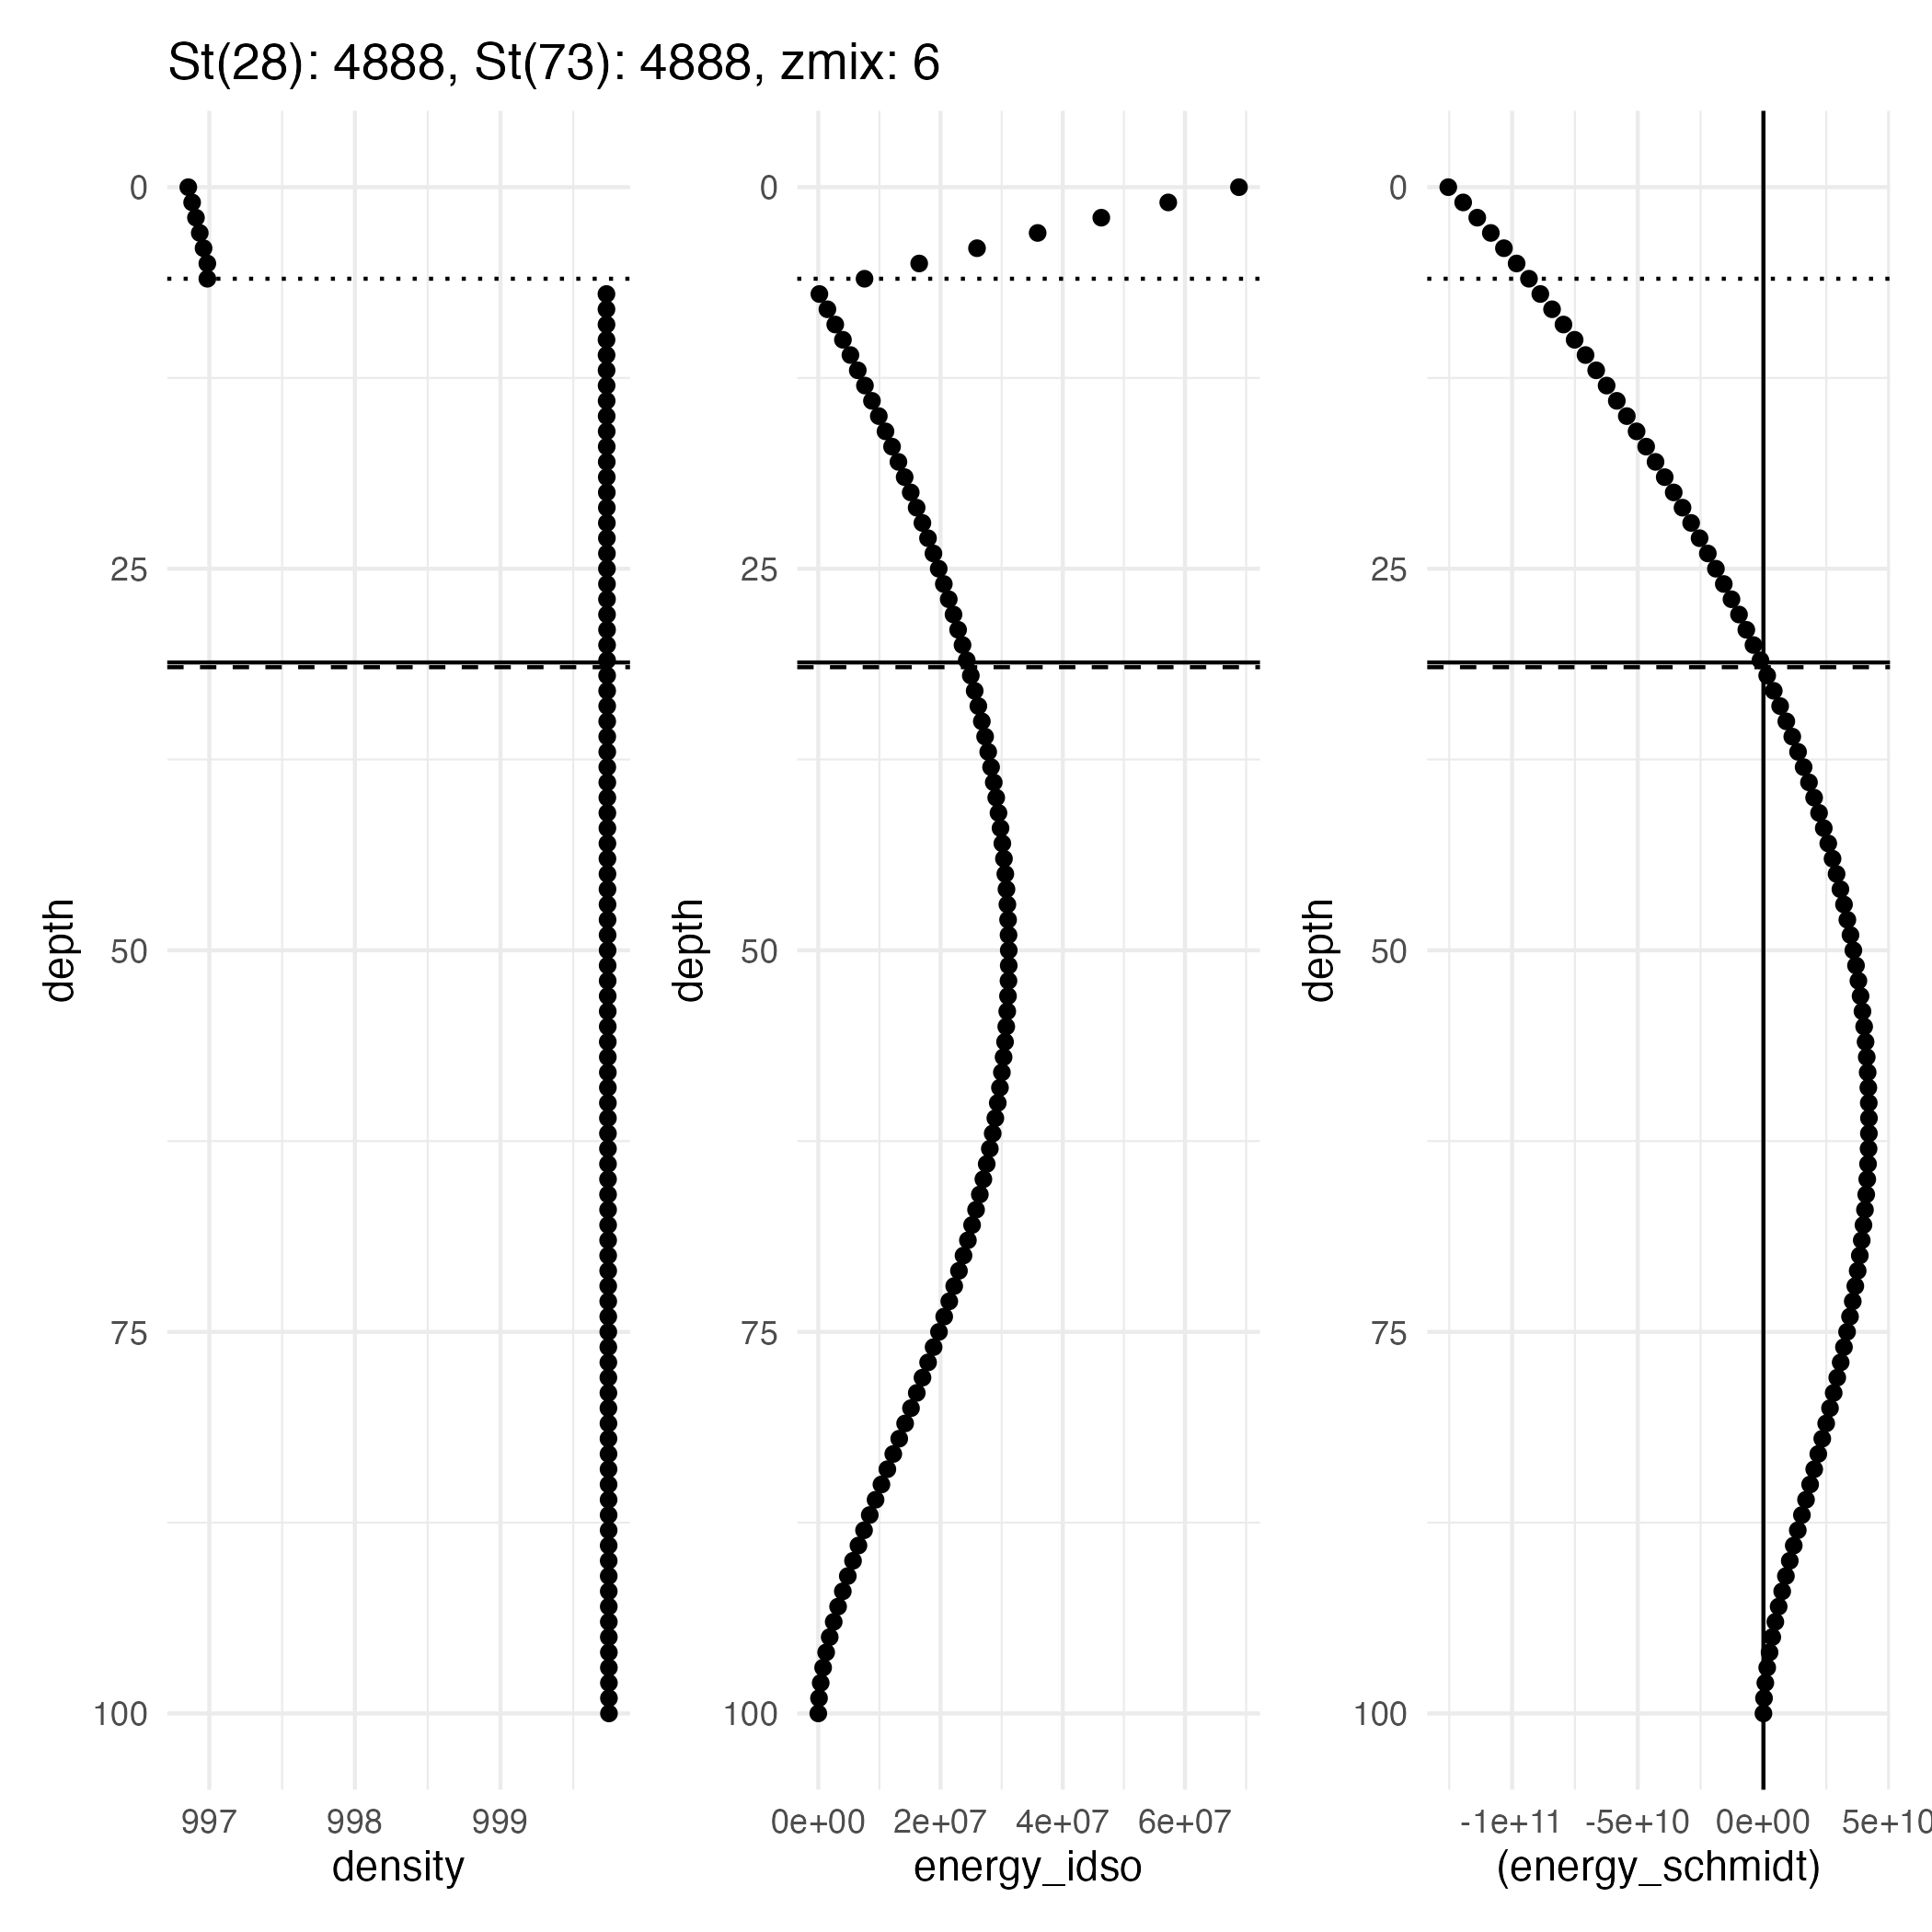 St(28): 4888, St(73): 4888, zmix: 6
0
25
50
75
100
depth
997
998
999
density
0
25
50
75
100
depth
0e+00
2e+07
4e+07
6e+07
energy_idso
0
25
50
75
100
depth
-1e+11
-5e+10
0e+00
5e+10
(energy_schmidt)